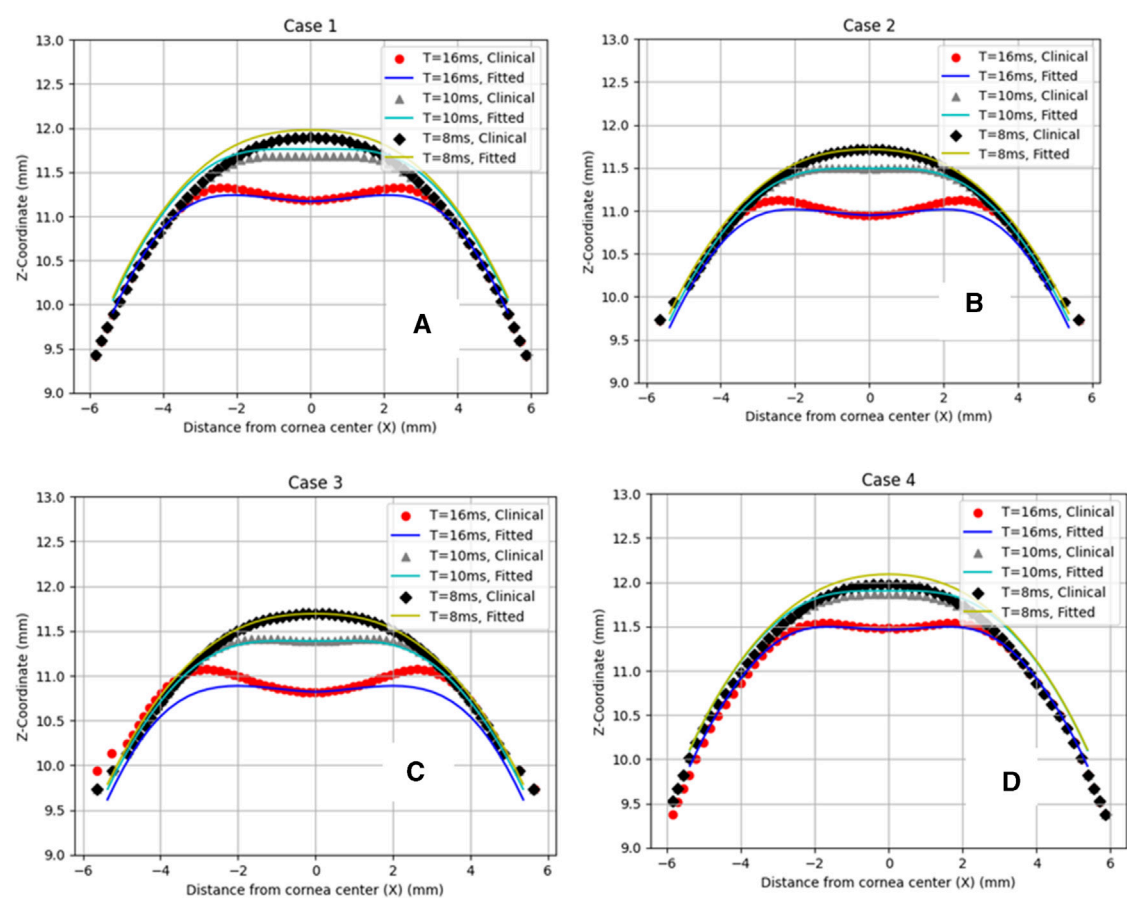 Case 1
13.0
12.5
12.0
11.5
11.0
10.5
10.0
9.5
9.0
Z-Coordinate (mm)
T=16ms, Clinical
T=16ms, Fitted
T=10ms, Clinical
T=10ms, Fitted
T=8ms, Clinical
T=8ms, Fitted
A
−6 −4 −2 0 2 4 6
Distance from cornea center (X) (mm)
Case 2
13.0
12.5
12.0
11.5
11.0
10.5
10.0
9.5
9.0
Z-Coordinate (mm)
T=16ms, Clinical
T=16ms, Fitted
T=10ms, Clinical
T=10ms, Fitted
T=8ms, Clinical
T=8ms, Fitted
B
−6 −4 −2 0 2 4 6
Distance from cornea center (X) (mm)
Case 3
13.0
12.5
12.0
11.5
11.0
10.5
10.0
9.5
9.0
Z-Coordinate (mm)
T=16ms, Clinical
T=16ms, Fitted
T=10ms, Clinical
T=10ms, Fitted
T=8ms, Clinical
T=8ms, Fitted
C
−6 −4 −2 0 2 4 6
Distance from cornea center (X) (mm)
Case 4
13.0
12.5
12.0
11.5
11.0
10.5
10.0
9.5
9.0
Z-Coordinate (mm)
T=16ms, Clinical
T=16ms, Fitted
T=10ms, Clinical
T=10ms, Fitted
T=8ms, Clinical
T=8ms, Fitted
D
−6 −4 −2 0 2 4 6
Distance from cornea center (X) (mm)